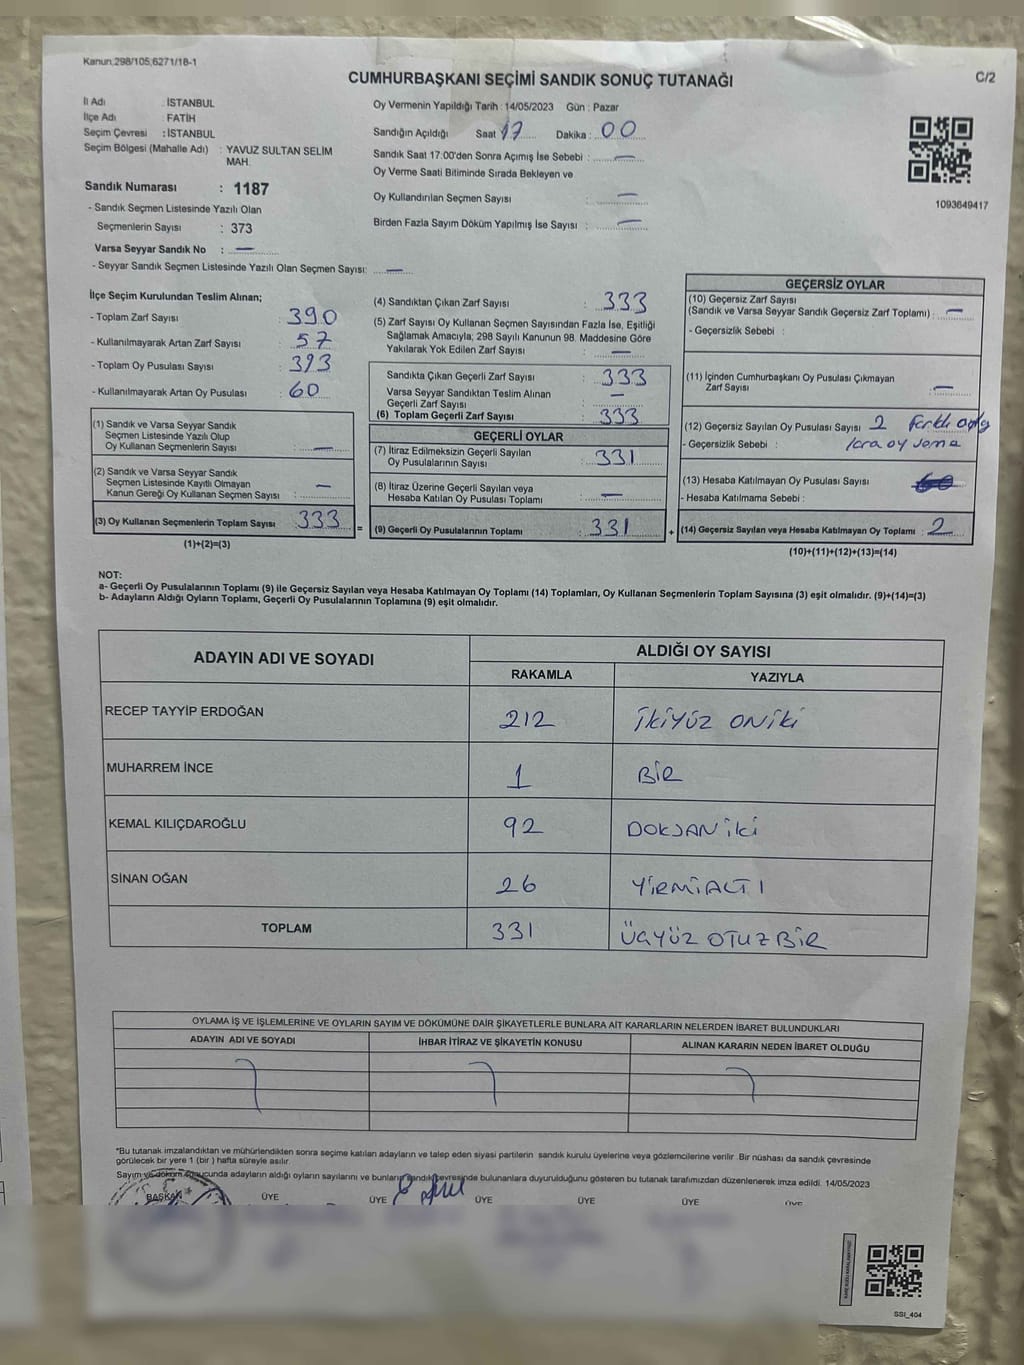 Kanun;298/105;6271/18-1
CUMHURBAŞKANI SEÇİMİ SANDIK SONUÇ TUTANAĞI
C/2
İl Adı : İSTANBUL
İlçe Adı : FATİH
Seçim Çevresi : İSTANBUL
Seçim Bölgesi (Mahalle Adı) : YAVUZ SULTAN SELİM
MAH.
Sandık Numarası : 1187
- Sandık Seçmen Listesinde Yazılı Olan
Seçmenlerin Sayısı : 373
Varsa Seyyar Sandık No : —
- Seyyar Sandık Seçmen Listesinde Yazılı Olan Seçmen Sayısı: —
Oy Vermenin Yapıldığı Tarih : 14/05/2023 Gün : Pazar
Sandığın Açıldığı Saat 17 Dakika : 00
Sandık Saat 17:00'den Sonra Açımış İse Sebebi : —
Oy Verme Saati Bitiminde Sırada Bekleyen ve
Oy Kullandırılan Seçmen Sayısı : —
Birden Fazla Sayım Döküm Yapılmış İse Sayısı : —
1093649417
İlçe Seçim Kurulundan Teslim Alınan;
- Toplam Zarf Sayısı : 390
- Kullanılmayarak Artan Zarf Sayısı : 57
- Toplam Oy Pusulası Sayısı : 393
- Kullanılmayarak Artan Oy Pusulası : 60
(1) Sandık ve Varsa Seyyar Sandık
Seçmen Listesinde Yazılı Olup
Oy Kullanan Seçmenlerin Sayısı : —
(2) Sandık ve Varsa Seyyar Sandık
Seçmen Listesinde Kayıtlı Olmayan
Kanun Gereği Oy Kullanan Seçmen Sayısı : —
(3) Oy Kullanan Seçmenlerin Toplam Sayısı : 333
(1)+(2)=(3)
=
(4) Sandıktan Çıkan Zarf Sayısı : 333
(5) Zarf Sayısı Oy Kullanan Seçmen Sayısından Fazla İse, Eşitliği
Sağlamak Amacıyla; 298 Sayılı Kanunun 98. Maddesine Göre
Yakılarak Yok Edilen Zarf Sayısı : —
Sandıkta Çıkan Geçerli Zarf Sayısı : 333
Varsa Seyyar Sandıktan Teslim Alınan
Geçerli Zarf Sayısı : —
(6) Toplam Geçerli Zarf Sayısı : 333
GEÇERLİ OYLAR
(7) İtiraz Edilmeksizin Geçerli Sayılan
Oy Pusulalarının Sayısı : 331
(8) İtiraz Üzerine Geçerli Sayılan veya
Hesaba Katılan Oy Pusulası Toplamı : —
(9) Geçerli Oy Pusulalarının Toplamı : 331
+
GEÇERSİZ OYLAR
(10) Geçersiz Zarf Sayısı
(Sandık ve Varsa Seyyar Sandık Geçersiz Zarf Toplamı) : —
- Geçersizlik Sebebi :
(11) İçinden Cumhurbaşkanı Oy Pusulası Çıkmayan
Zarf Sayısı : —
(12) Geçersiz Sayılan Oy Pusulası Sayısı : 2 Farklı
- Geçersizlik Sebebi : oy
(13) Hesaba Katılmayan Oy Pusulası Sayısı
- Hesaba Katılmama Sebebi :
(14) Geçersiz Sayılan veya Hesaba Katılmayan Oy Toplamı : 2
(10)+(11)+(12)+(13)=(14)
NOT:
a- Geçerli Oy Pusulalarının Toplamı (9) ile Geçersiz Sayılan veya Hesaba Katılmayan Oy Toplamı (14) Toplamları, Oy Kullanan Seçmenlerin Toplam Sayısına (3) eşit olmalıdır. (9)+(14)=(3)
b- Adayların Aldığı Oyların Toplamı, Geçerli Oy Pusulalarının Toplamına (9) eşit olmalıdır.
ADAYIN ADI VE SOYADI
ALDIĞI OY SAYISI
RAKAMLA YAZIYLA
RECEP TAYYİP ERDOĞAN 212 İKİYÜZ ONİKİ
MUHARREM İNCE 1 BİR
KEMAL KILIÇDAROĞLU 92 DOKSAN İKİ
SİNAN OĞAN 26 YİRMİALTI
TOPLAM 331 ÜÇYÜZ OTUZ BİR
OYLAMA İŞ VE İŞLEMLERİNE VE OYLARIN SAYIM VE DÖKÜMÜNE DAİR ŞİKAYETLERLE BUNLARA AİT KARARLARIN NELERDEN İBARET BULUNDUKLARI
ADAYIN ADI VE SOYADI İHBAR İTİRAZ VE ŞİKAYETİN KONUSU ALINAN KARARIN NEDEN İBARET OLDUĞU
*Bu tutanak imzalandıktan ve mühürlendikten sonra seçime katılan adayların ve talep eden siyasi partilerin sandık kurulu üyelerine veya gözlemcilerine verilir. Bir nüshası da sandık çevresinde
görülecek bir yere 1 (bir) hafta süreyle asılır.
Sayım ve döküm sonucunda adayların aldığı oyların sayılarını ve bunların sandık çevresinde bulunanlara duyurulduğunu gösteren bu tutanak tarafımızdan düzenlenerek imza edildi. 14/05/2023
BAŞKAN ÜYE ÜYE ÜYE ÜYE ÜYE ÜYE
SSI_404